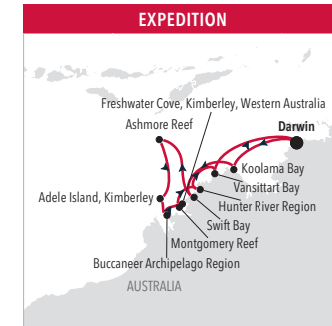 EXPEDITION
Freshwater Cove, Kimberley, Western Australia
Ashmore Reef
Darwin
Koolama Bay
Vansittart Bay
Adele Island, Kimberley
Hunter River Region
Swift Bay
Montgomery Reef
Buccaneer Archipelago Region
AUSTRALIA